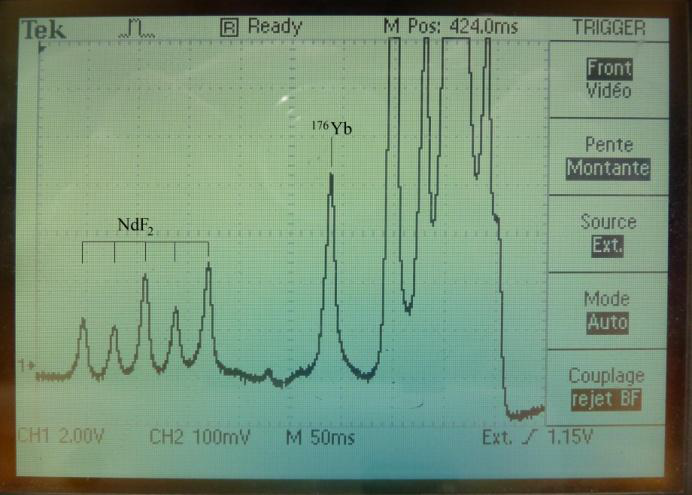 Tek R Ready M Pos: 424.0ms TRIGGER
Front
Vidéo
¹⁷⁶Yb
Pente
Montante
NdF₂
Source
Ext.
Mode
Auto
1
Couplage
rejet BF
CH1 2.00V CH2 100mV M 50ms Ext. 1.15V